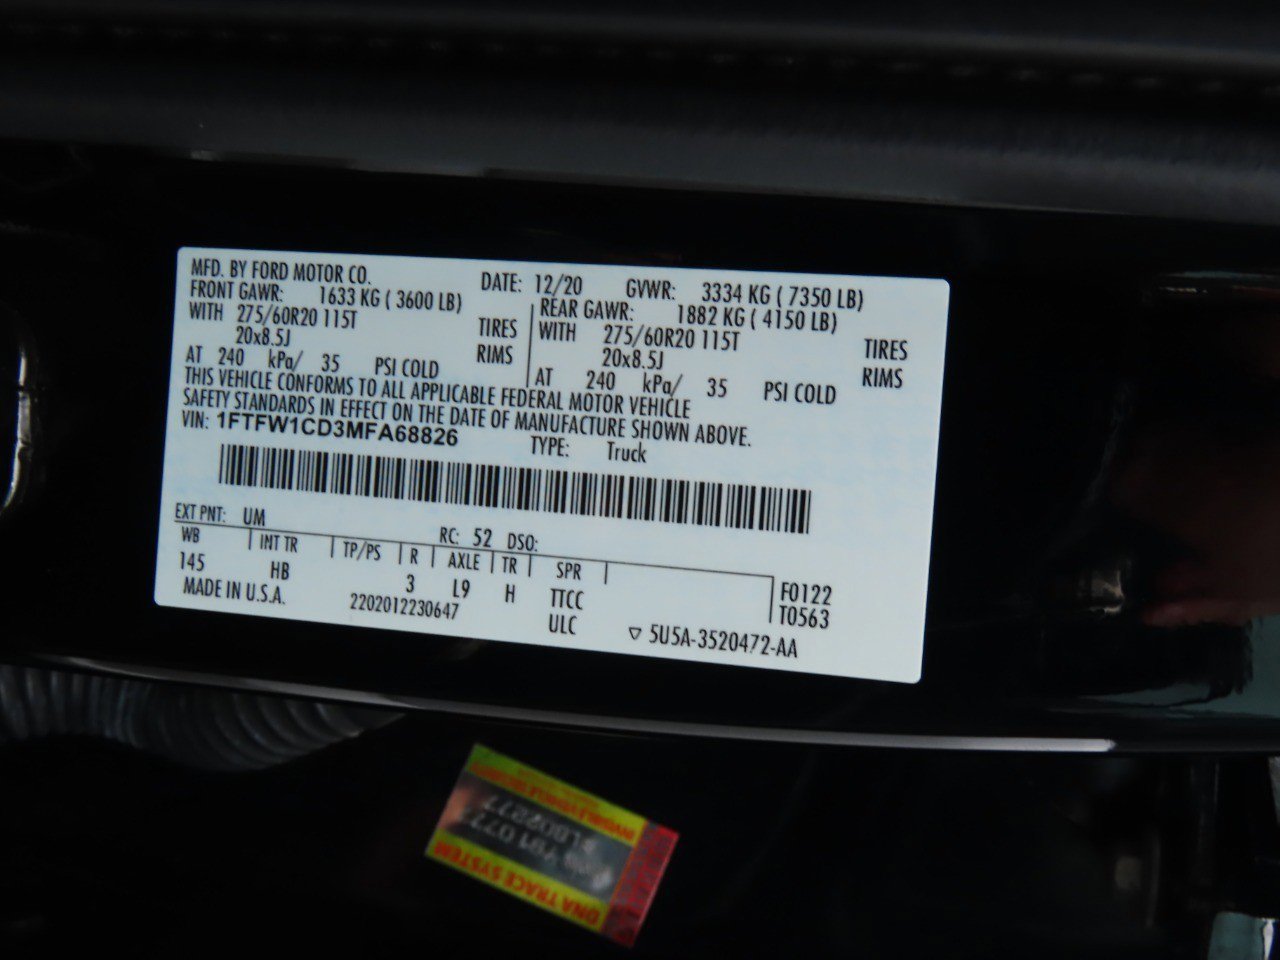 MFD. BY FORD MOTOR CO. DATE: 12/20 GVWR: 3334 KG ( 7350 LB)
FRONT GAWR: 1633 KG ( 3600 LB) REAR GAWR: 1882 KG ( 4150 LB)
WITH 275/60R20 115T TIRES WITH 275/60R20 115T TIRES
20x8.5J RIMS 20x8.5J RIMS
AT 240 kPa/ 35 PSI COLD AT 240 kPa/ 35 PSI COLD
THIS VEHICLE CONFORMS TO ALL APPLICABLE FEDERAL MOTOR VEHICLE
SAFETY STANDARDS IN EFFECT ON THE DATE OF MANUFACTURE SHOWN ABOVE.
VIN: 1FTFW1CD3MFA68826 TYPE: Truck
EXT PNT: UM RC: 52 DSO:
WB INT TR TP/PS R AXLE TR SPR
145 HB 3 L9 H TTCC F0122
MADE IN U.S.A. 2202012230647 ULC T0563
▽ 5U5A-3520472-AA
DNA TRACE SYSTEM